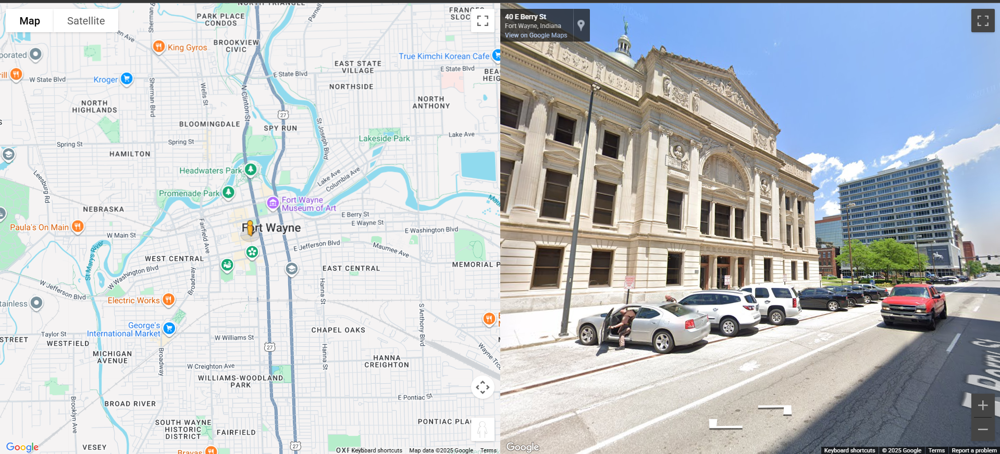 Map
Satellite
NORTH TRIANGLE
FRANCES
SLOC
PARK PLACE
CONDOS
Sherman B
Parnell
en Ave
King Gyros
BROOKVIEW
CIVIC
porated
True Kimchi Korean Cafe
EAST STATE
VILLAGE
E State Blvd
E State Blvd
BEA
HEIG
rill
W State Blvd
Kroger
Sherman Blvd
Wells St
N Clinton St
NORTHSIDE
NORTH
HIGHLANDS
NORTH
ANTHONY
27
BLOOMINGDALE
SPY RUN
St Joseph Blvd
S
Spring St
Spring St
Lakeside Park
Lake Ave
HAMILTON
Headwaters Park
Lake Ave
Columbia Ave
Leesburg Rd
Promenade Park
Fort Wayne
Museum of Art
Mau
NEBRASKA
E Berry St
E Wayne St
Paula's On Main
Fort Wayne
E Washington Blvd
W Main St
Fairfield Ave
E Jefferson Blvd
Maumee Ave
St Marys River
WEST CENTRAL
EAST CENTRAL
MEMORIAL P
W Washington Blvd
Broadway
W Jefferson Blvd
Hanna St
tainless
Electric Works
S Anthony Blvd
George's
International Market
CHAPEL OAKS
Taylor St
STREET
WESTFIELD
W Williams St
27
Wayne Trce
MICHIGAN
AVENUE
Broadway
Hanna St
HANNA
CREIGHTON
W Creighton Ave
WILLIAMS-WOODLAND
PARK
BROAD RIVER
E Pontiac St
Brooklyn Ave
SOUTH WAYNE
HISTORIC
DISTRICT
FAIRFIELD
PONTIAC PLAC
VESEY
27
OXF
Bravas
Google
Keyboard shortcuts
Map data ©2025 Google
Terms
40 E Berry St
Fort Wayne, Indiana
View on Google Maps
Google
Keyboard shortcuts
© 2025 Google
Terms
Report a problem